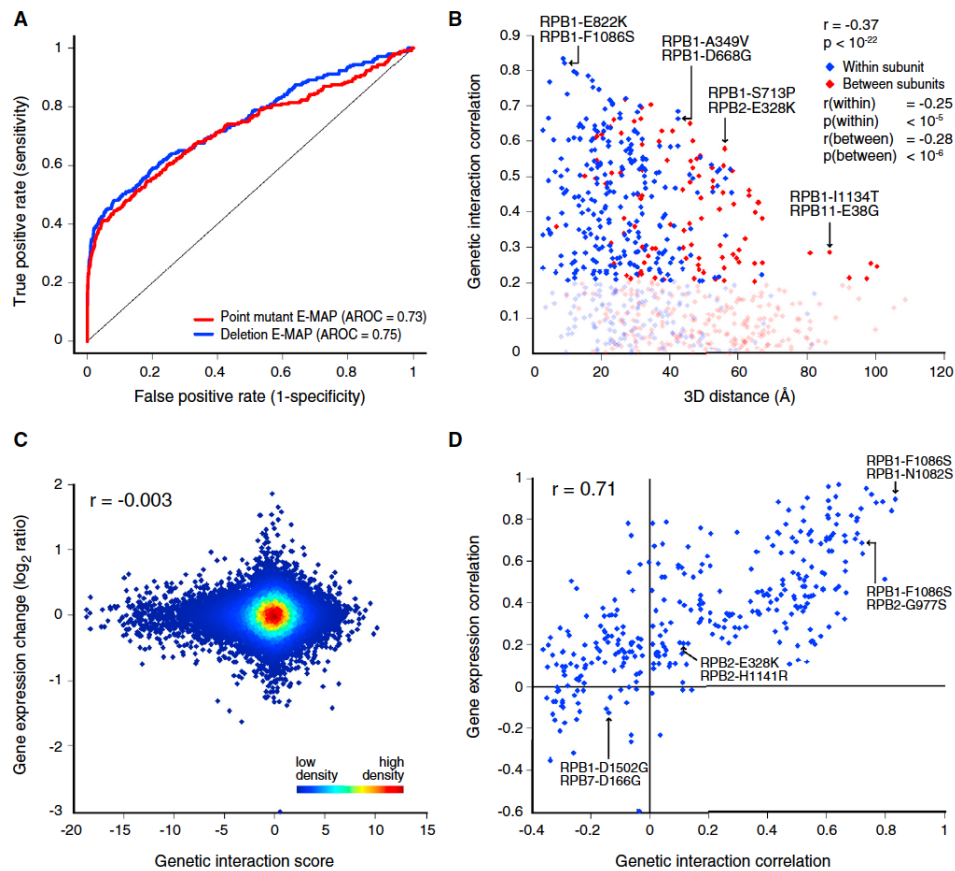 A
True positive rate (sensitivity)
1
0.8
0.6
0.4
0.2
0
0
0.2
0.4
0.6
0.8
1
Point mutant E-MAP (AROC = 0.73)
Deletion E-MAP (AROC = 0.75)
False positive rate (1-specificity)
B
Genetic interaction correlation
0.9
0.8
0.7
0.6
0.5
0.4
0.3
0.2
0.1
0
0
20
40
60
80
100
120
3D distance (Å)
RPB1-E822K
RPB1-F1086S
RPB1-A349V
RPB1-D668G
RPB1-S713P
RPB2-E328K
RPB1-I1134T
RPB11-E38G
r = -0.37
p < 10-22
Within subunit
Between subunits
r(within) = -0.25
p(within) < 10-5
r(between) = -0.28
p(between) < 10-6
C
Gene expression change (log2 ratio)
r = -0.003
2
1
0
-1
-2
-3
-20
-15
-10
-5
0
5
10
15
low density
high density
Genetic interaction score
D
Gene expression correlation
r = 0.71
1
0.8
0.6
0.4
0.2
0
-0.2
-0.4
-0.6
-0.4
-0.2
0
0.2
0.4
0.6
0.8
1
RPB1-F1086S
RPB1-N1082S
RPB1-F1086S
RPB2-G977S
RPB2-E328K
RPB2-H1141R
RPB1-D1502G
RPB7-D166G
Genetic interaction correlation